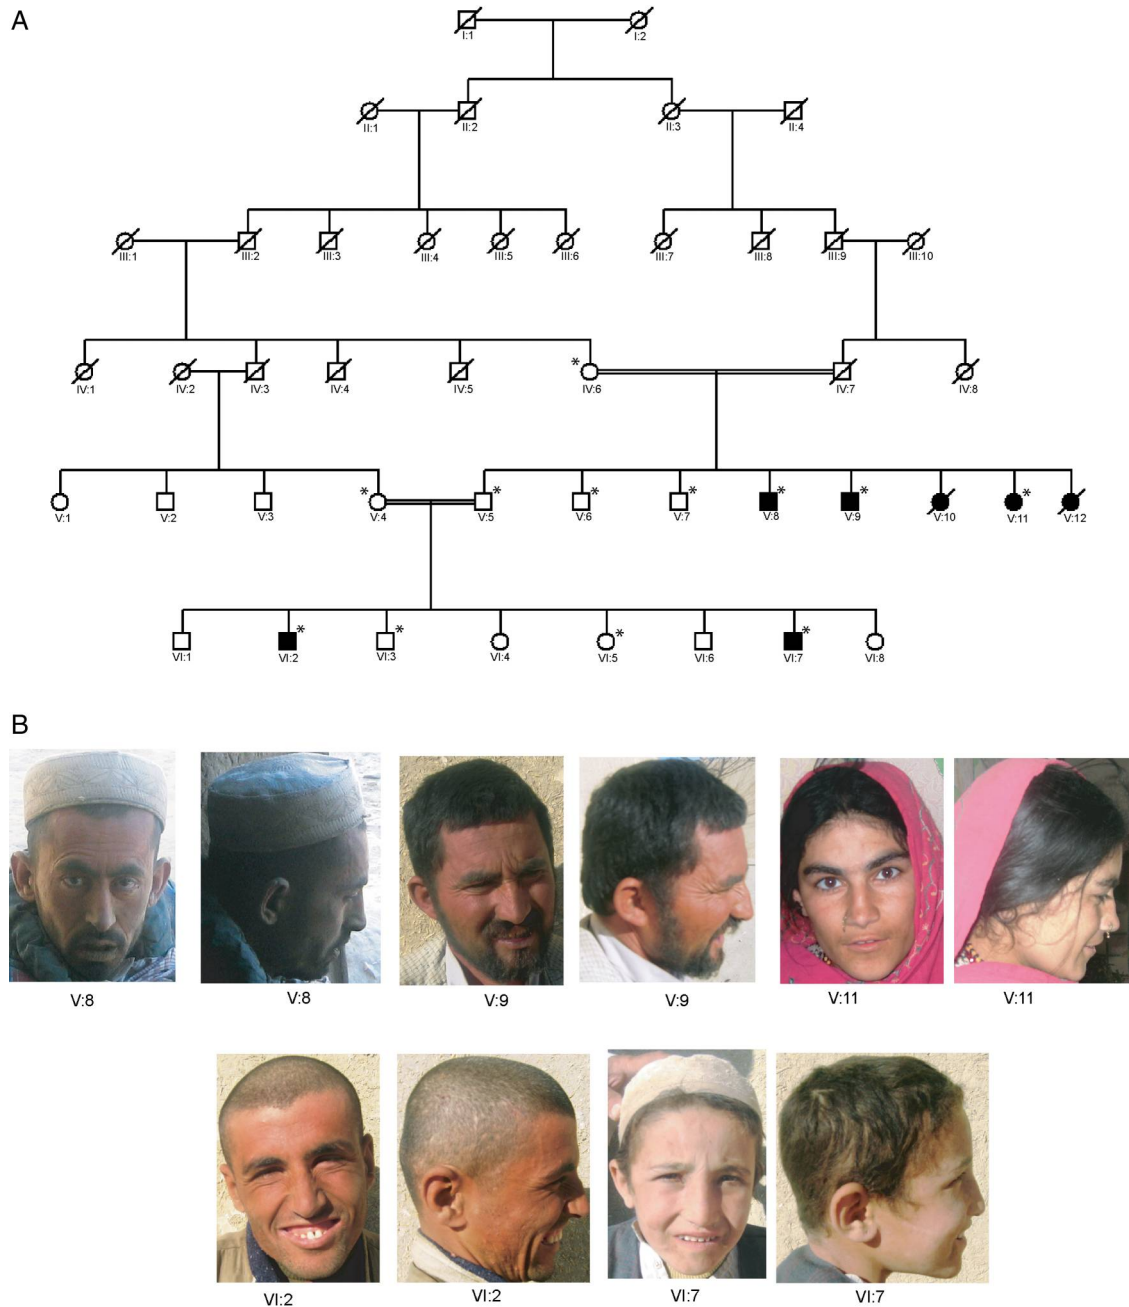 A
I:1 I:2
II:1 II:2 II:3 II:4
III:1 III:2 III:3 III:4 III:5 III:6 III:7 III:8 III:9 III:10
*
IV:1 IV:2 IV:3 IV:4 IV:5 IV:6 IV:7 IV:8
* * * * * * *
V:1 V:2 V:3 V:4 V:5 V:6 V:7 V:8 V:9 V:10 V:11 V:12
* * * *
VI:1 VI:2 VI:3 VI:4 VI:5 VI:6 VI:7 VI:8
B
V:8 V:8 V:9 V:9 V:11 V:11
VI:2 VI:2 VI:7 VI:7